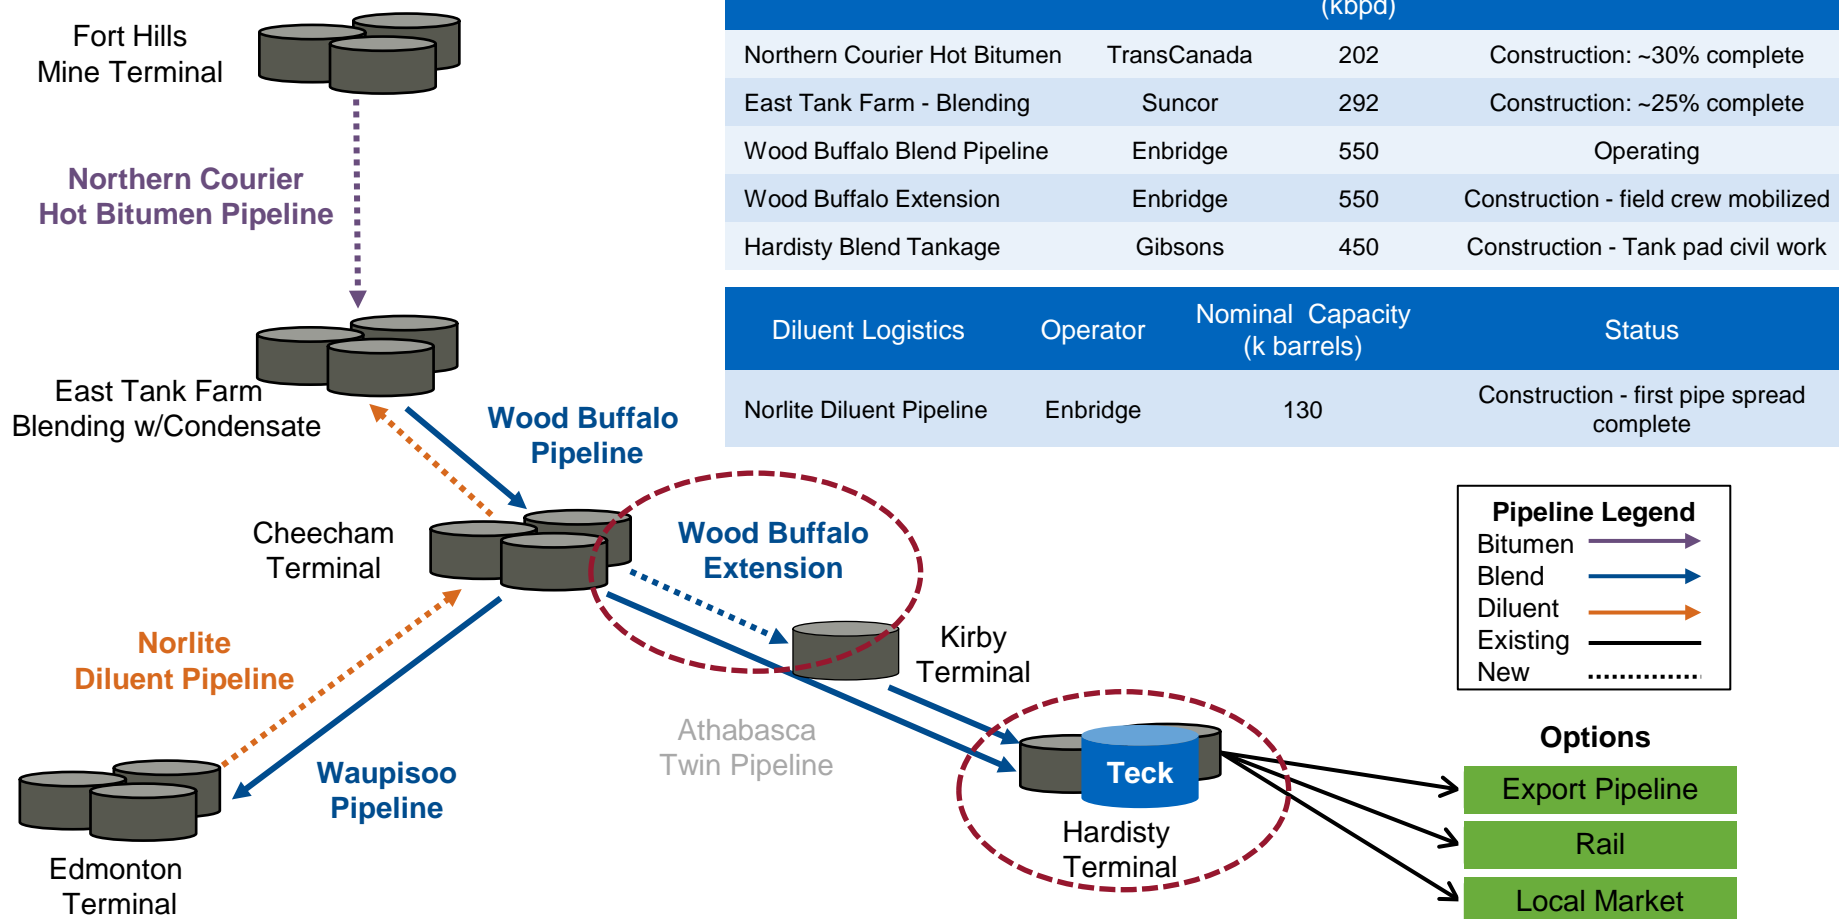 (kbpd)
Northern Courier Hot Bitumen TransCanada 202 Construction: ~30% complete
East Tank Farm - Blending Suncor 292 Construction: ~25% complete
Wood Buffalo Blend Pipeline Enbridge 550 Operating
Wood Buffalo Extension Enbridge 550 Construction - field crew mobilized
Hardisty Blend Tankage Gibsons 450 Construction - Tank pad civil work
Diluent Logistics Operator Nominal Capacity
(k barrels) Status
Norlite Diluent Pipeline Enbridge 130 Construction - first pipe spread
complete
Fort Hills
Mine Terminal
Northern Courier
Hot Bitumen Pipeline
East Tank Farm
Blending w/Condensate
Wood Buffalo
Pipeline
Cheecham
Terminal
Wood Buffalo
Extension
Norlite
Diluent Pipeline
Kirby
Terminal
Athabasca
Twin Pipeline
Waupisoo
Pipeline
Edmonton
Terminal
Teck
Hardisty
Terminal
Pipeline Legend
Bitumen
Blend
Diluent
Existing
New
Options
Export Pipeline
Rail
Local Market